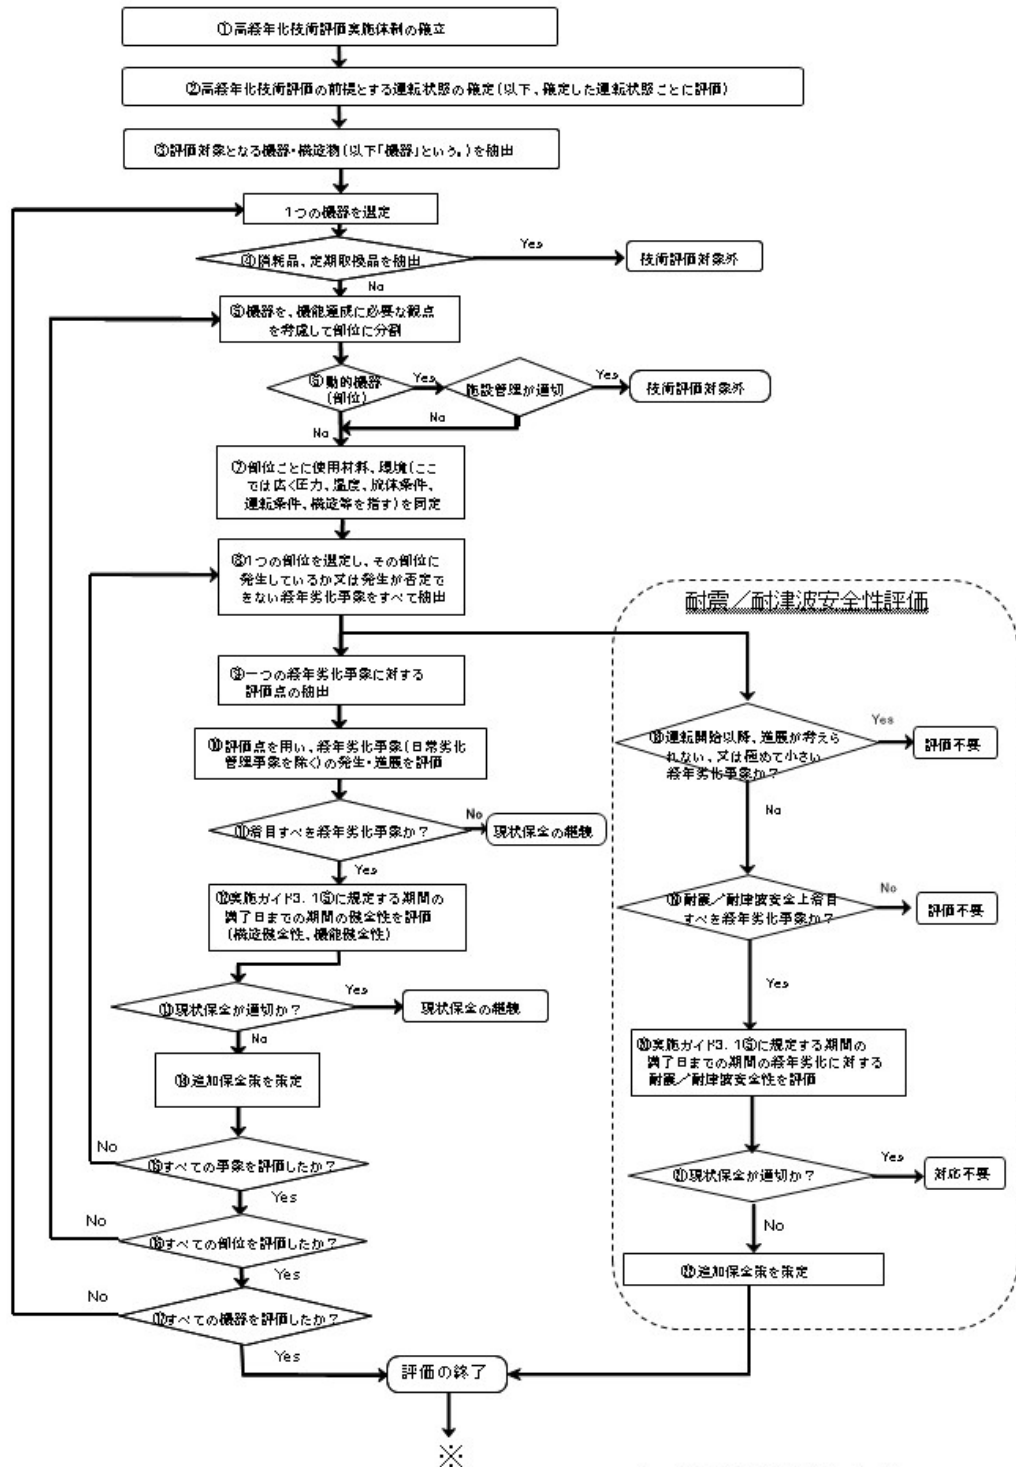 ①高経年化技術評価実施体制の確立
②高経年化技術評価の前提とする運転状態の確定(以下、確定した運転状態ごとに評価)
③評価対象となる機器・構造物(以下「機器」という。)を抽出
1つの機器を選定
④消耗品、定期取換品を抽出
Yes
技術評価対象外
No
⑤機器を、機能達成に必要な観点
を考慮して部位に分割
⑥動的機器
(部位)
Yes
施設管理が適切
Yes
技術評価対象外
No
No
⑦部位ごとに使用材料、環境(ここ
では広く圧力、温度、流体条件、
運転条件、構造等を指す)を同定
⑧1つの部位を選定し、その部位に
発生しているか又は発生が否定で
きない経年劣化事象をすべて抽出
⑨一つの経年劣化事象に対する
評価点の抽出
⑩評価点を用い、経年劣化事象(日常劣化
管理事象を除く)の発生・進展を評価
⑪着目すべき経年劣化事象か?
No
現状保全の継続
Yes
⑫実施ガイド3.1⑤に規定する期間の
満了日までの期間の健全性を評価
(構造健全性、機能健全性)
⑬現状保全が適切か?
Yes
現状保全の継続
No
⑭追加保全策を策定
⑮すべての事象を評価したか?
No
Yes
⑯すべての部位を評価したか?
No
Yes
⑰すべての機器を評価したか?
No
Yes
耐震/耐津波安全性評価
⑱運転開始以降、進展が考えら
れない、又は極めて小さい
経年劣化事象か?
Yes
評価不要
No
⑲耐震/耐津波安全上着目
すべき経年劣化事象か?
No
評価不要
Yes
⑳実施ガイド3.1⑤に規定する期間の
満了日までの期間の経年劣化に対する
耐震/耐津波安全性を評価
㉑現状保全が適切か?
Yes
対応不要
No
㉒追加保全策を策定
評価の終了
※